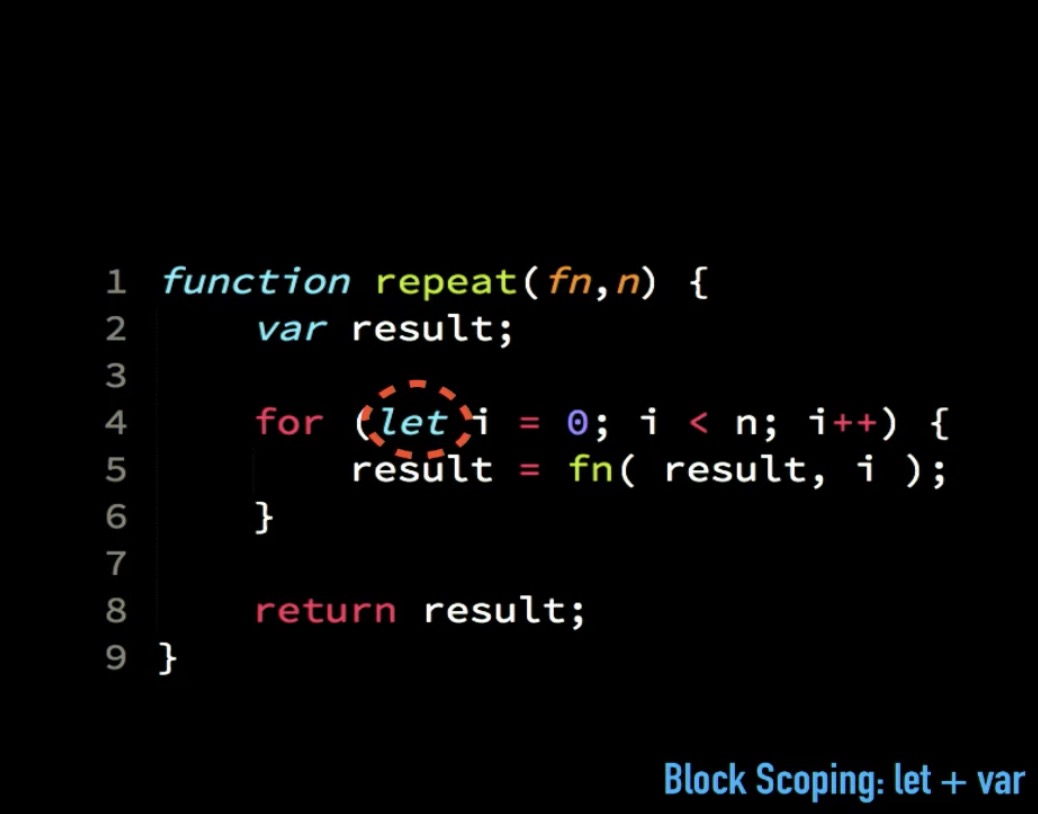 1 function repeat(fn,n) {
2     var result;
3
4     for (let i = 0; i < n; i++) {
5         result = fn( result, i );
6     }
7
8     return result;
9 }
Block Scoping: let + var